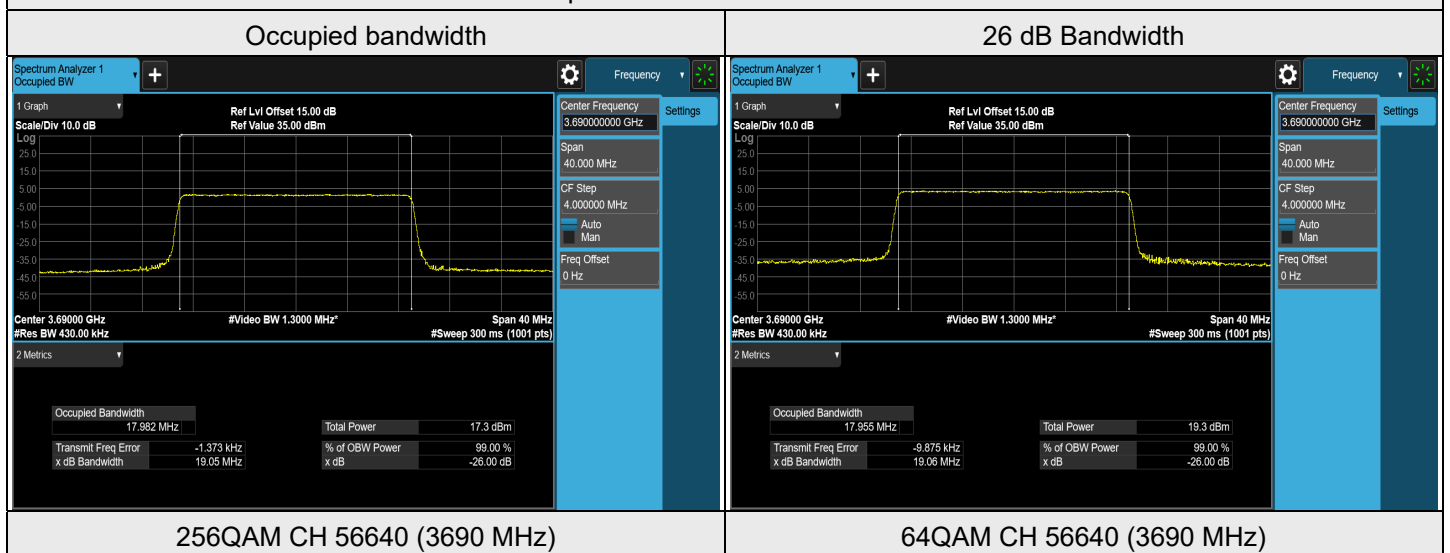 Occupied bandwidth
26 dB Bandwidth
Spectrum Analyzer 1
Occupied BW
+
Frequency
1 Graph
Scale/Div 10.0 dB
Ref Lvl Offset 15.00 dB
Ref Value 35.00 dBm
Log
25.0
15.0
5.00
-5.00
-15.0
-25.0
-35.0
-45.0
-55.0
Center 3.69000 GHz
#Video BW 1.3000 MHz*
Span 40 MHz
#Res BW 430.00 kHz
#Sweep 300 ms (1001 pts)
Center Frequency
3.690000000 GHz
Settings
Span
40.000 MHz
CF Step
4.000000 MHz
Auto
Man
Freq Offset
0 Hz
2 Metrics
Occupied Bandwidth
17.982 MHz
Total Power 17.3 dBm
Transmit Freq Error -1.373 kHz
% of OBW Power 99.00 %
x dB Bandwidth 19.05 MHz
x dB -26.00 dB
Spectrum Analyzer 1
Occupied BW
+
Frequency
1 Graph
Scale/Div 10.0 dB
Ref Lvl Offset 15.00 dB
Ref Value 35.00 dBm
Log
25.0
15.0
5.00
-5.00
-15.0
-25.0
-35.0
-45.0
-55.0
Center 3.69000 GHz
#Video BW 1.3000 MHz*
Span 40 MHz
#Res BW 430.00 kHz
#Sweep 300 ms (1001 pts)
Center Frequency
3.690000000 GHz
Settings
Span
40.000 MHz
CF Step
4.000000 MHz
Auto
Man
Freq Offset
0 Hz
2 Metrics
Occupied Bandwidth
17.955 MHz
Total Power 19.3 dBm
Transmit Freq Error -9.875 kHz
% of OBW Power 99.00 %
x dB Bandwidth 19.06 MHz
x dB -26.00 dB
256QAM CH 56640 (3690 MHz)
64QAM CH 56640 (3690 MHz)